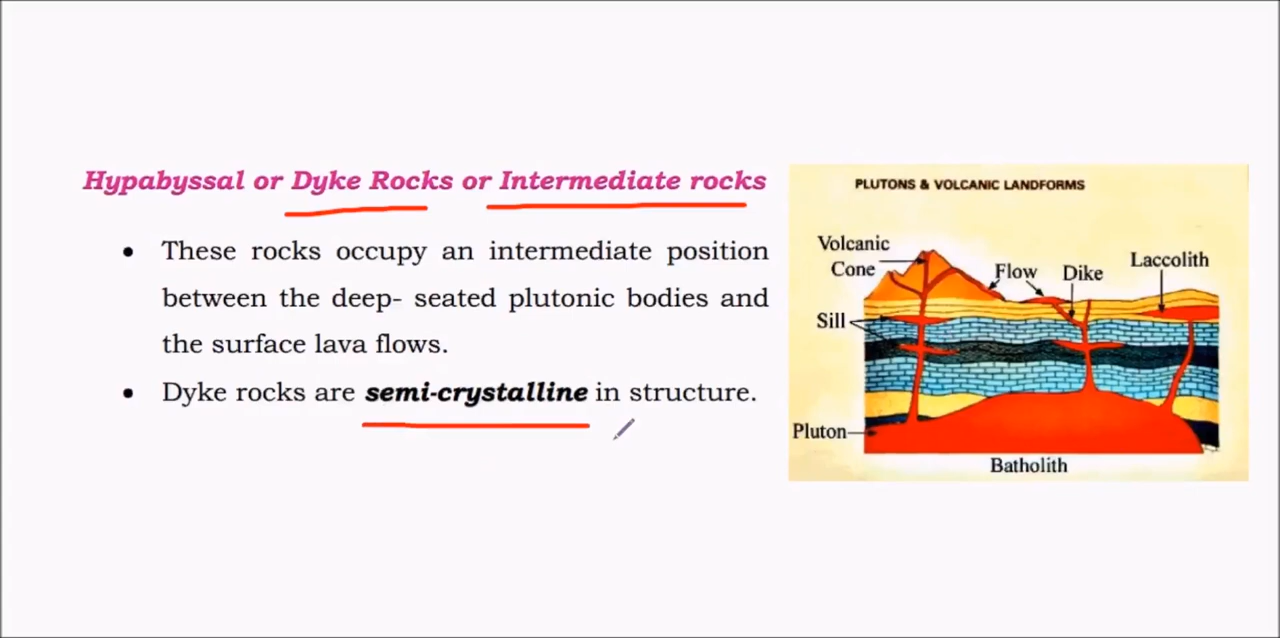 Hypabyssal or Dyke Rocks or Intermediate rocks
• These rocks occupy an intermediate position
between the deep- seated plutonic bodies and
the surface lava flows.
• Dyke rocks are semi-crystalline in structure.
PLUTONS & VOLCANIC LANDFORMS
Volcanic
Cone
Flow
Dike
Laccolith
Sill
Pluton
Batholith